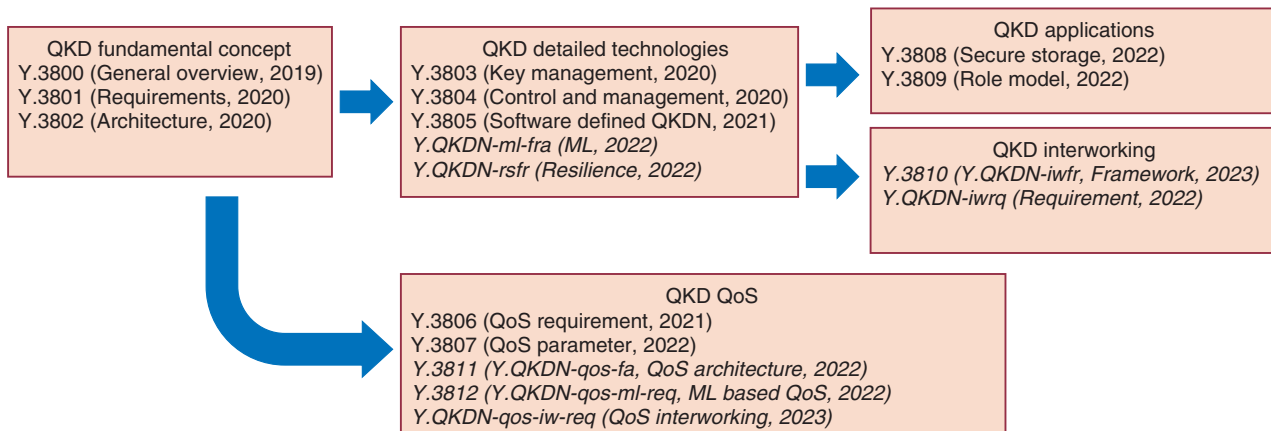 QKD fundamental concept
Y.3800 (General overview, 2019)
Y.3801 (Requirements, 2020)
Y.3802 (Architecture, 2020)
QKD detailed technologies
Y.3803 (Key management, 2020)
Y.3804 (Control and management, 2020)
Y.3805 (Software defined QKDN, 2021)
Y.QKDN-ml-fra (ML, 2022)
Y.QKDN-rsfr (Resilience, 2022)
QKD applications
Y.3808 (Secure storage, 2022)
Y.3809 (Role model, 2022)
QKD interworking
Y.3810 (Y.QKDN-iwfr, Framework, 2023)
Y.QKDN-iwrq (Requirement, 2022)
QKD QoS
Y.3806 (QoS requirement, 2021)
Y.3807 (QoS parameter, 2022)
Y.3811 (Y.QKDN-qos-fa, QoS architecture, 2022)
Y.3812 (Y.QKDN-qos-ml-req, ML based QoS, 2022)
Y.QKDN-qos-iw-req (QoS interworking, 2023)